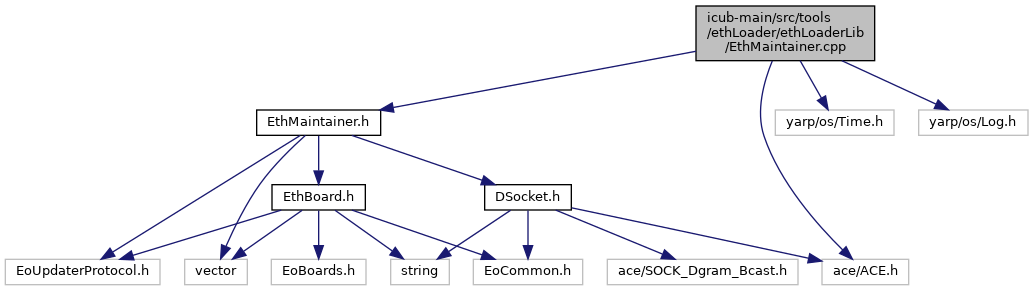 icub-main/src/tools
/ethLoader/ethLoaderLib
/EthMaintainer.cpp
EthMaintainer.h
yarp/os/Time.h
yarp/os/Log.h
EthBoard.h
DSocket.h
EoUpdaterProtocol.h
vector
EoBoards.h
string
EoCommon.h
ace/SOCK_Dgram_Bcast.h
ace/ACE.h